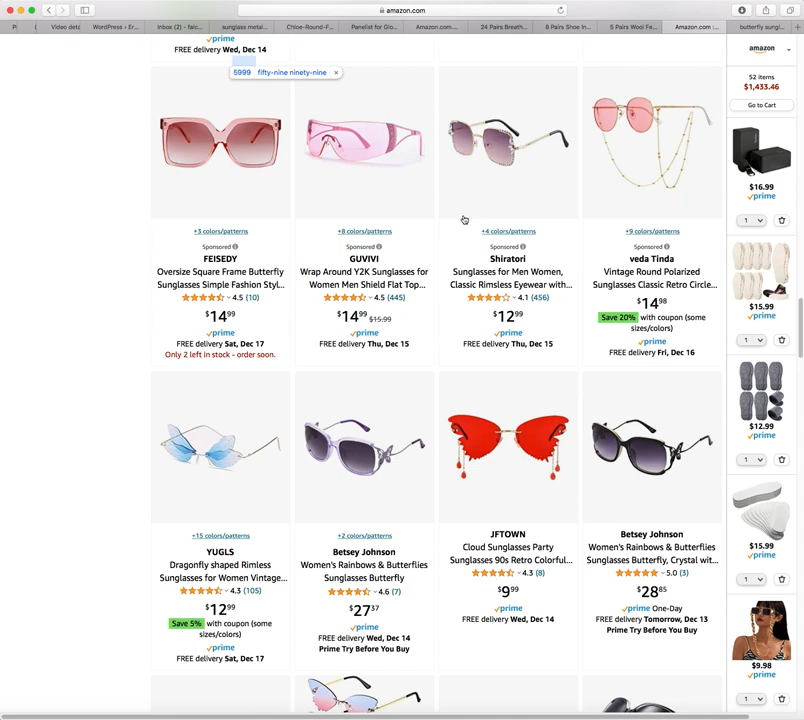 amazon.com
Video deta
WordPress › Er...
Inbox (2) - falc...
sunglass metal...
Chloe-Round-F...
Panelist for Glo...
Amazon.com...
24 Pairs Breath...
8 Pairs Shoe In...
5 Pairs Wool Fe...
Amazon.com :...
butterfly sungl...
prime
FREE delivery Wed, Dec 14
5999 fifty-nine ninety-nine ×
amazon
52 items
$1,433.46
Go to Cart
+3 colors/patterns
Sponsored
FEISEDY
Oversize Square Frame Butterfly
Sunglasses Simple Fashion Styl...
4.5 (10)
$14 99
prime
FREE delivery Sat, Dec 17
Only 2 left in stock - order soon.
+8 colors/patterns
Sponsored
GUVIVI
Wrap Around Y2K Sunglasses for
Women Men Shield Flat Top...
4.5 (445)
$14 99 $15.99
prime
FREE delivery Thu, Dec 15
+4 colors/patterns
Sponsored
Shiratori
Sunglasses for Men Women,
Classic Rimsless Eyewear with...
4.1 (456)
$12 99
prime
FREE delivery Thu, Dec 15
+9 colors/patterns
Sponsored
veda Tinda
Vintage Round Polarized
Sunglasses Classic Retro Circle...
$14 98
Save 20% with coupon (some
sizes/colors)
prime
FREE delivery Fri, Dec 16
+15 colors/patterns
YUGLS
Dragonfly shaped Rimless
Sunglasses for Women Vintage...
4.3 (105)
$12 99
Save 5% with coupon (some
sizes/colors)
prime
FREE delivery Sat, Dec 17
+2 colors/patterns
Betsey Johnson
Women's Rainbows & Butterflies
Sunglasses Butterfly
4.6 (7)
$27 37
prime
FREE delivery Wed, Dec 14
Prime Try Before You Buy
JFTOWN
Cloud Sunglasses Party
Sunglasses 90s Retro Colorful...
4.3 (8)
$9 99
prime
FREE delivery Wed, Dec 14
Betsey Johnson
Women's Rainbows & Butterflies
Sunglasses Butterfly, Crystal wit...
5.0 (3)
$28 85
prime One-Day
FREE delivery Tomorrow, Dec 13
Prime Try Before You Buy
$16.99
prime
1
$15.99
prime
1
$12.99
prime
1
$15.99
prime
1
$9.98
prime
1